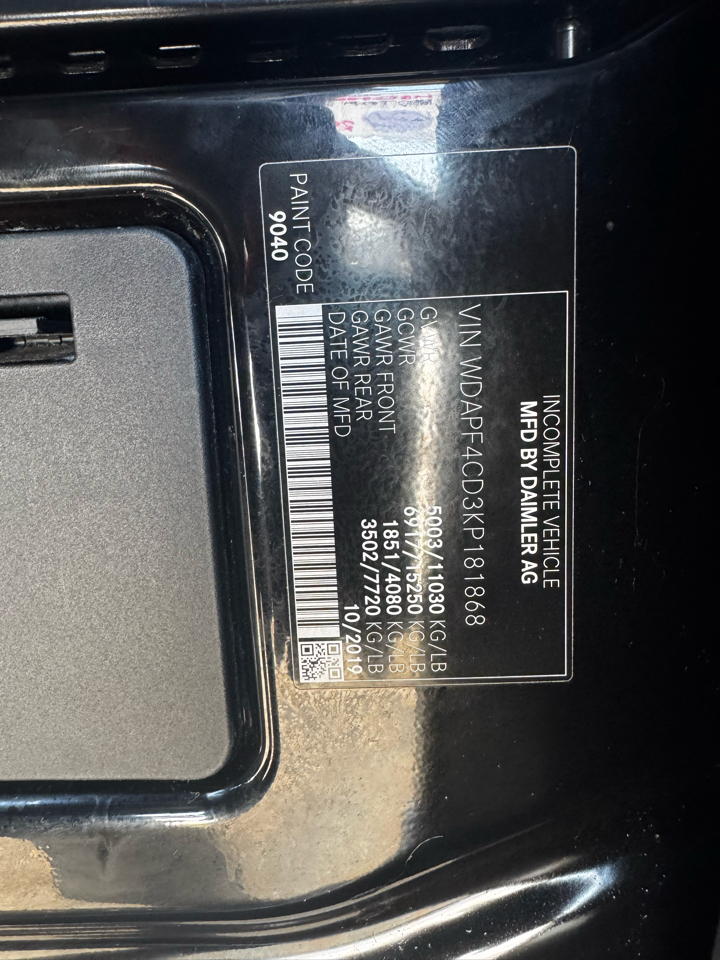 INCOMPLETE VEHICLE
MFD BY DAIMLER AG
VIN WDAPF4CD3KP181868
GVWR 5003/11030 KG/LB
GCWR 6917/15250 KG/LB
GAWR FRONT 1851/4080 KG/LB
GAWR REAR 3502/7720 KG/LB
DATE OF MFD 10/2019
PAINT CODE
9040